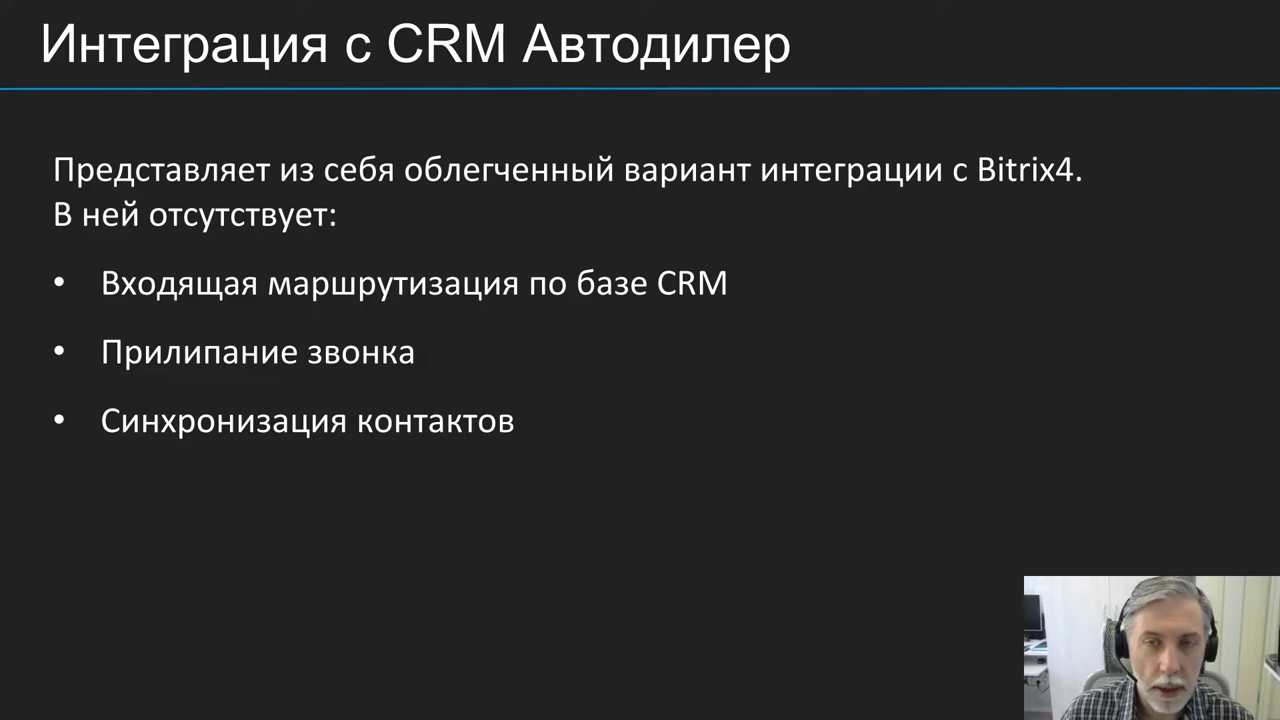 Интеграция с CRM Автодилер
Представляет из себя облегченный вариант интеграции с Bitrix4.
В ней отсутствует:
• Входящая маршрутизация по базе CRM
• Прилипание звонка
• Синхронизация контактов